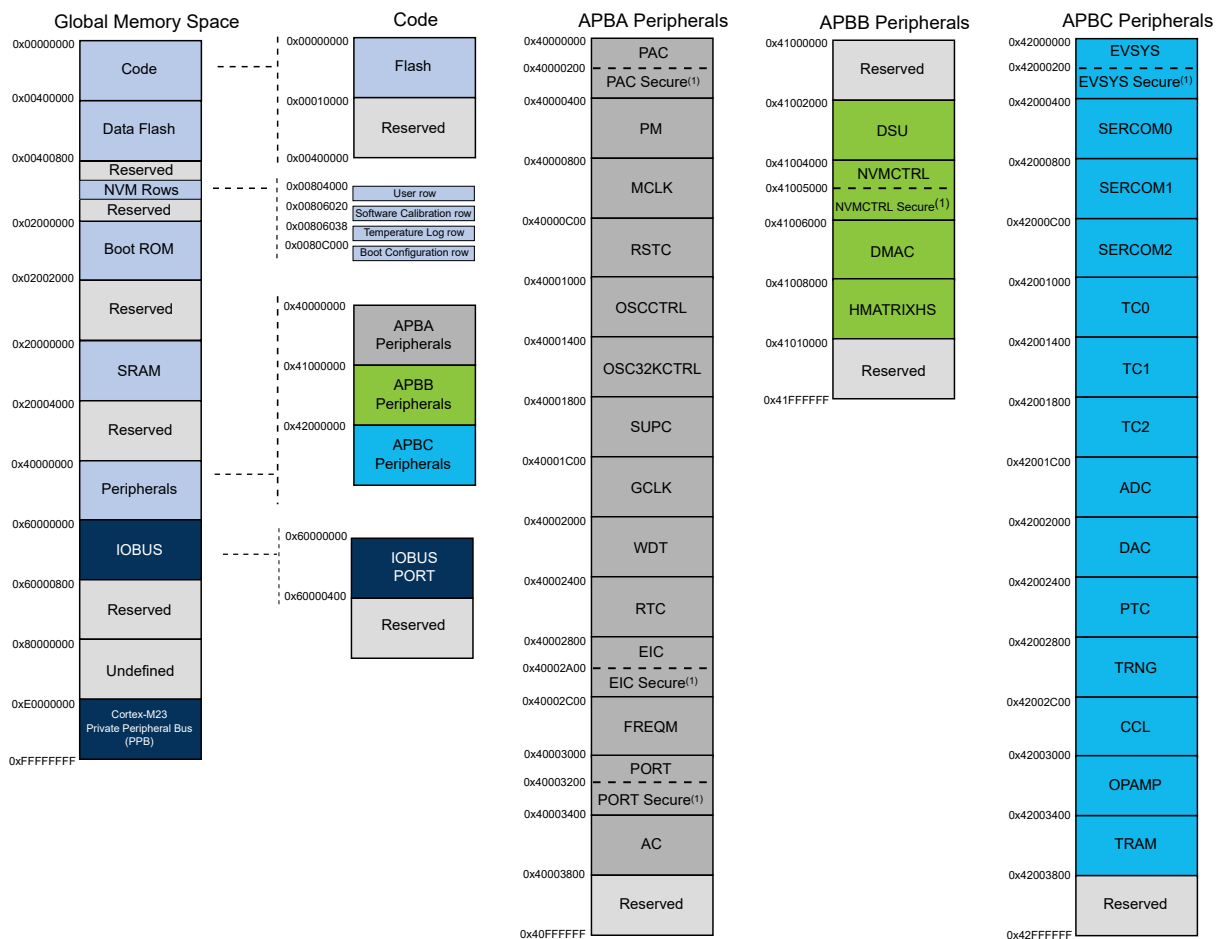 Global Memory Space
0x00000000
Code
0x00400000
Data Flash
0x00400800
Reserved
NVM Rows
Reserved
0x02000000
Boot ROM
0x02002000
Reserved
0x20000000
SRAM
0x20004000
Reserved
0x40000000
Peripherals
0x60000000
IOBUS
0x60000800
Reserved
0x80000000
Undefined
0xE0000000
Cortex-M23
Private Peripheral Bus
(PPB)
0xFFFFFFFF
Code
0x00000000
Flash
0x00010000
Reserved
0x00400000
0x00804000
User row
0x00806020
Software Calibration row
0x00806038
Temperature Log row
0x0080C000
Boot Configuration row
0x40000000
APBA
Peripherals
0x41000000
APBB
Peripherals
0x42000000
APBC
Peripherals
0x60000000
IOBUS
PORT
0x60000400
Reserved
APBA Peripherals
0x40000000
PAC
0x40000200
PAC Secure(1)
0x40000400
PM
0x40000800
MCLK
0x40000C00
RSTC
0x40001000
OSCCTRL
0x40001400
OSC32KCTRL
0x40001800
SUPC
0x40001C00
GCLK
0x40002000
WDT
0x40002400
RTC
0x40002800
EIC
0x40002A00
EIC Secure(1)
0x40002C00
FREQM
0x40003000
PORT
0x40003200
PORT Secure(1)
0x40003400
AC
0x40003800
Reserved
0x40FFFFFF
APBB Peripherals
0x41000000
Reserved
0x41002000
DSU
0x41004000
NVMCTRL
0x41005000
NVMCTRL Secure(1)
0x41006000
DMAC
0x41008000
HMATRIXHS
0x41010000
Reserved
0x41FFFFFF
APBC Peripherals
0x42000000
EVSYS
0x42000200
EVSYS Secure(1)
0x42000400
SERCOM0
0x42000800
SERCOM1
0x42000C00
SERCOM2
0x42001000
TC0
0x42001400
TC1
0x42001800
TC2
0x42001C00
ADC
0x42002000
DAC
0x42002400
PTC
0x42002800
TRNG
0x42002C00
CCL
0x42003000
OPAMP
0x42003400
TRAM
0x42003800
Reserved
0x42FFFFFF